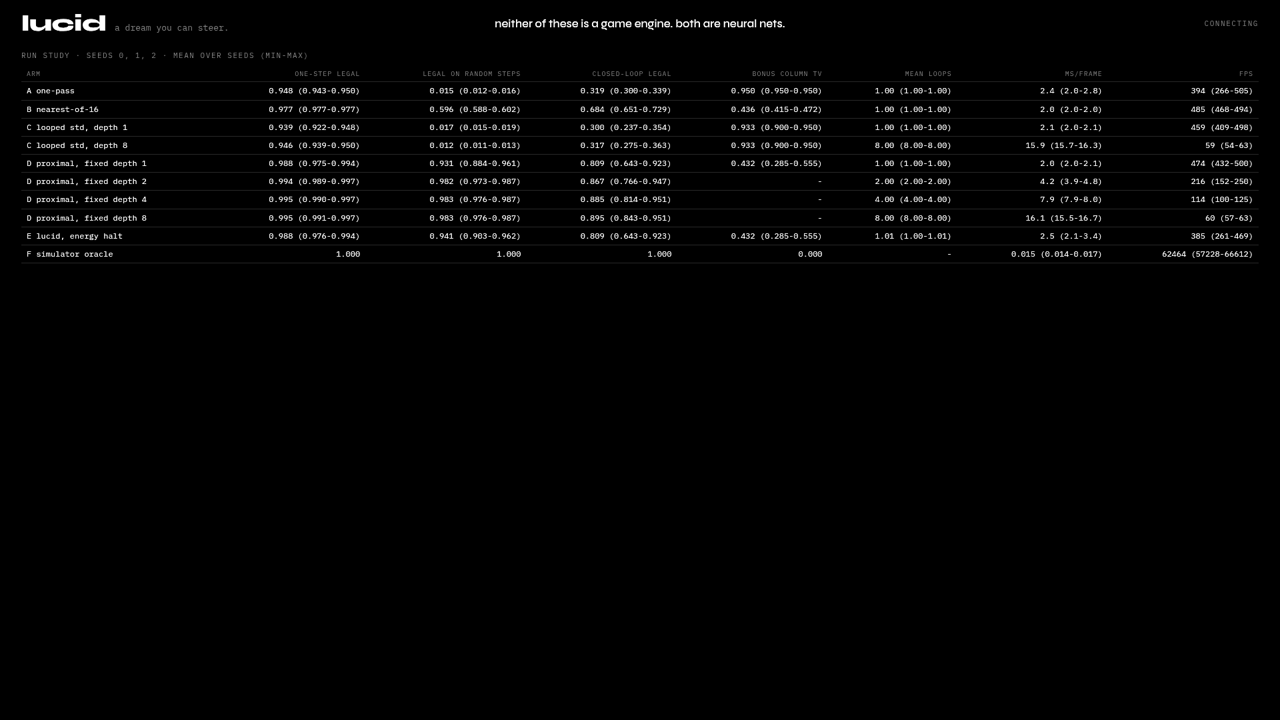 lucid a dream you can steer. neither of these is a game engine. both are neural nets. CONNECTING
RUN STUDY · SEEDS 0, 1, 2 · MEAN OVER SEEDS (MIN-MAX)
ARM ONE-STEP LEGAL LEGAL ON RANDOM STEPS CLOSED-LOOP LEGAL BONUS COLUMN TV MEAN LOOPS MS/FRAME FPS
A one-pass 0.948 (0.943-0.950) 0.015 (0.012-0.016) 0.319 (0.300-0.339) 0.950 (0.950-0.950) 1.00 (1.00-1.00) 2.4 (2.0-2.8) 394 (266-505)
B nearest-of-16 0.977 (0.977-0.977) 0.596 (0.588-0.602) 0.684 (0.651-0.729) 0.436 (0.415-0.472) 1.00 (1.00-1.00) 2.0 (2.0-2.0) 485 (468-494)
C looped std, depth 1 0.939 (0.922-0.948) 0.017 (0.015-0.019) 0.300 (0.237-0.354) 0.933 (0.900-0.950) 1.00 (1.00-1.00) 2.1 (2.0-2.1) 459 (409-498)
C looped std, depth 8 0.946 (0.939-0.950) 0.012 (0.011-0.013) 0.317 (0.275-0.363) 0.933 (0.900-0.950) 8.00 (8.00-8.00) 15.9 (15.7-16.3) 59 (54-63)
D proximal, fixed depth 1 0.988 (0.975-0.994) 0.931 (0.884-0.961) 0.809 (0.643-0.923) 0.432 (0.285-0.555) 1.00 (1.00-1.00) 2.0 (2.0-2.1) 474 (432-500)
D proximal, fixed depth 2 0.994 (0.989-0.997) 0.982 (0.973-0.987) 0.867 (0.766-0.947) - 2.00 (2.00-2.00) 4.2 (3.9-4.8) 216 (152-250)
D proximal, fixed depth 4 0.995 (0.990-0.997) 0.983 (0.976-0.987) 0.885 (0.814-0.951) - 4.00 (4.00-4.00) 7.9 (7.9-8.0) 114 (100-125)
D proximal, fixed depth 8 0.995 (0.991-0.997) 0.983 (0.976-0.987) 0.895 (0.843-0.951) - 8.00 (8.00-8.00) 16.1 (15.5-16.7) 60 (57-63)
E lucid, energy halt 0.988 (0.976-0.994) 0.941 (0.903-0.962) 0.809 (0.643-0.923) 0.432 (0.285-0.555) 1.01 (1.00-1.01) 2.5 (2.1-3.4) 385 (261-469)
F simulator oracle 1.000 1.000 1.000 0.000 - 0.015 (0.014-0.017) 62464 (57228-66612)